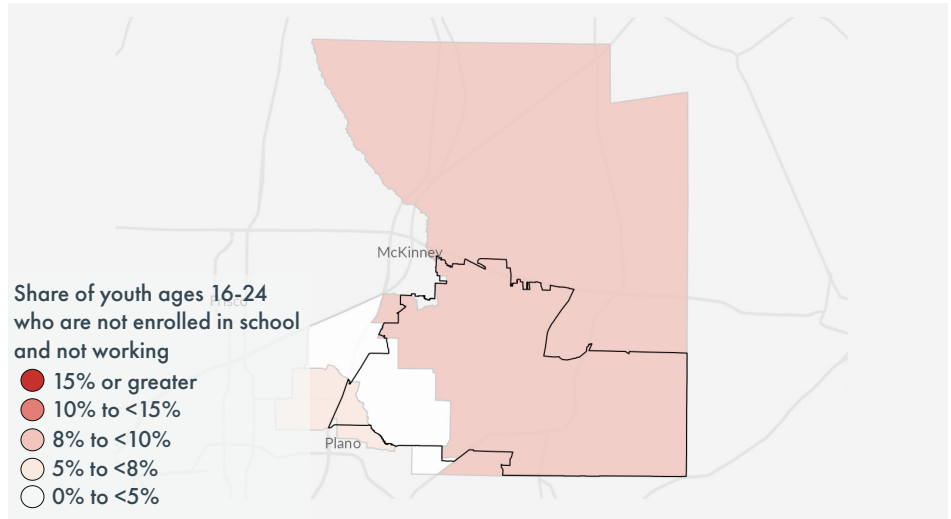 McKinney
Frisco
Share of youth ages 16-24
who are not enrolled in school
and not working
15% or greater
10% to <15%
8% to <10%
5% to <8%
0% to <5%
Plano